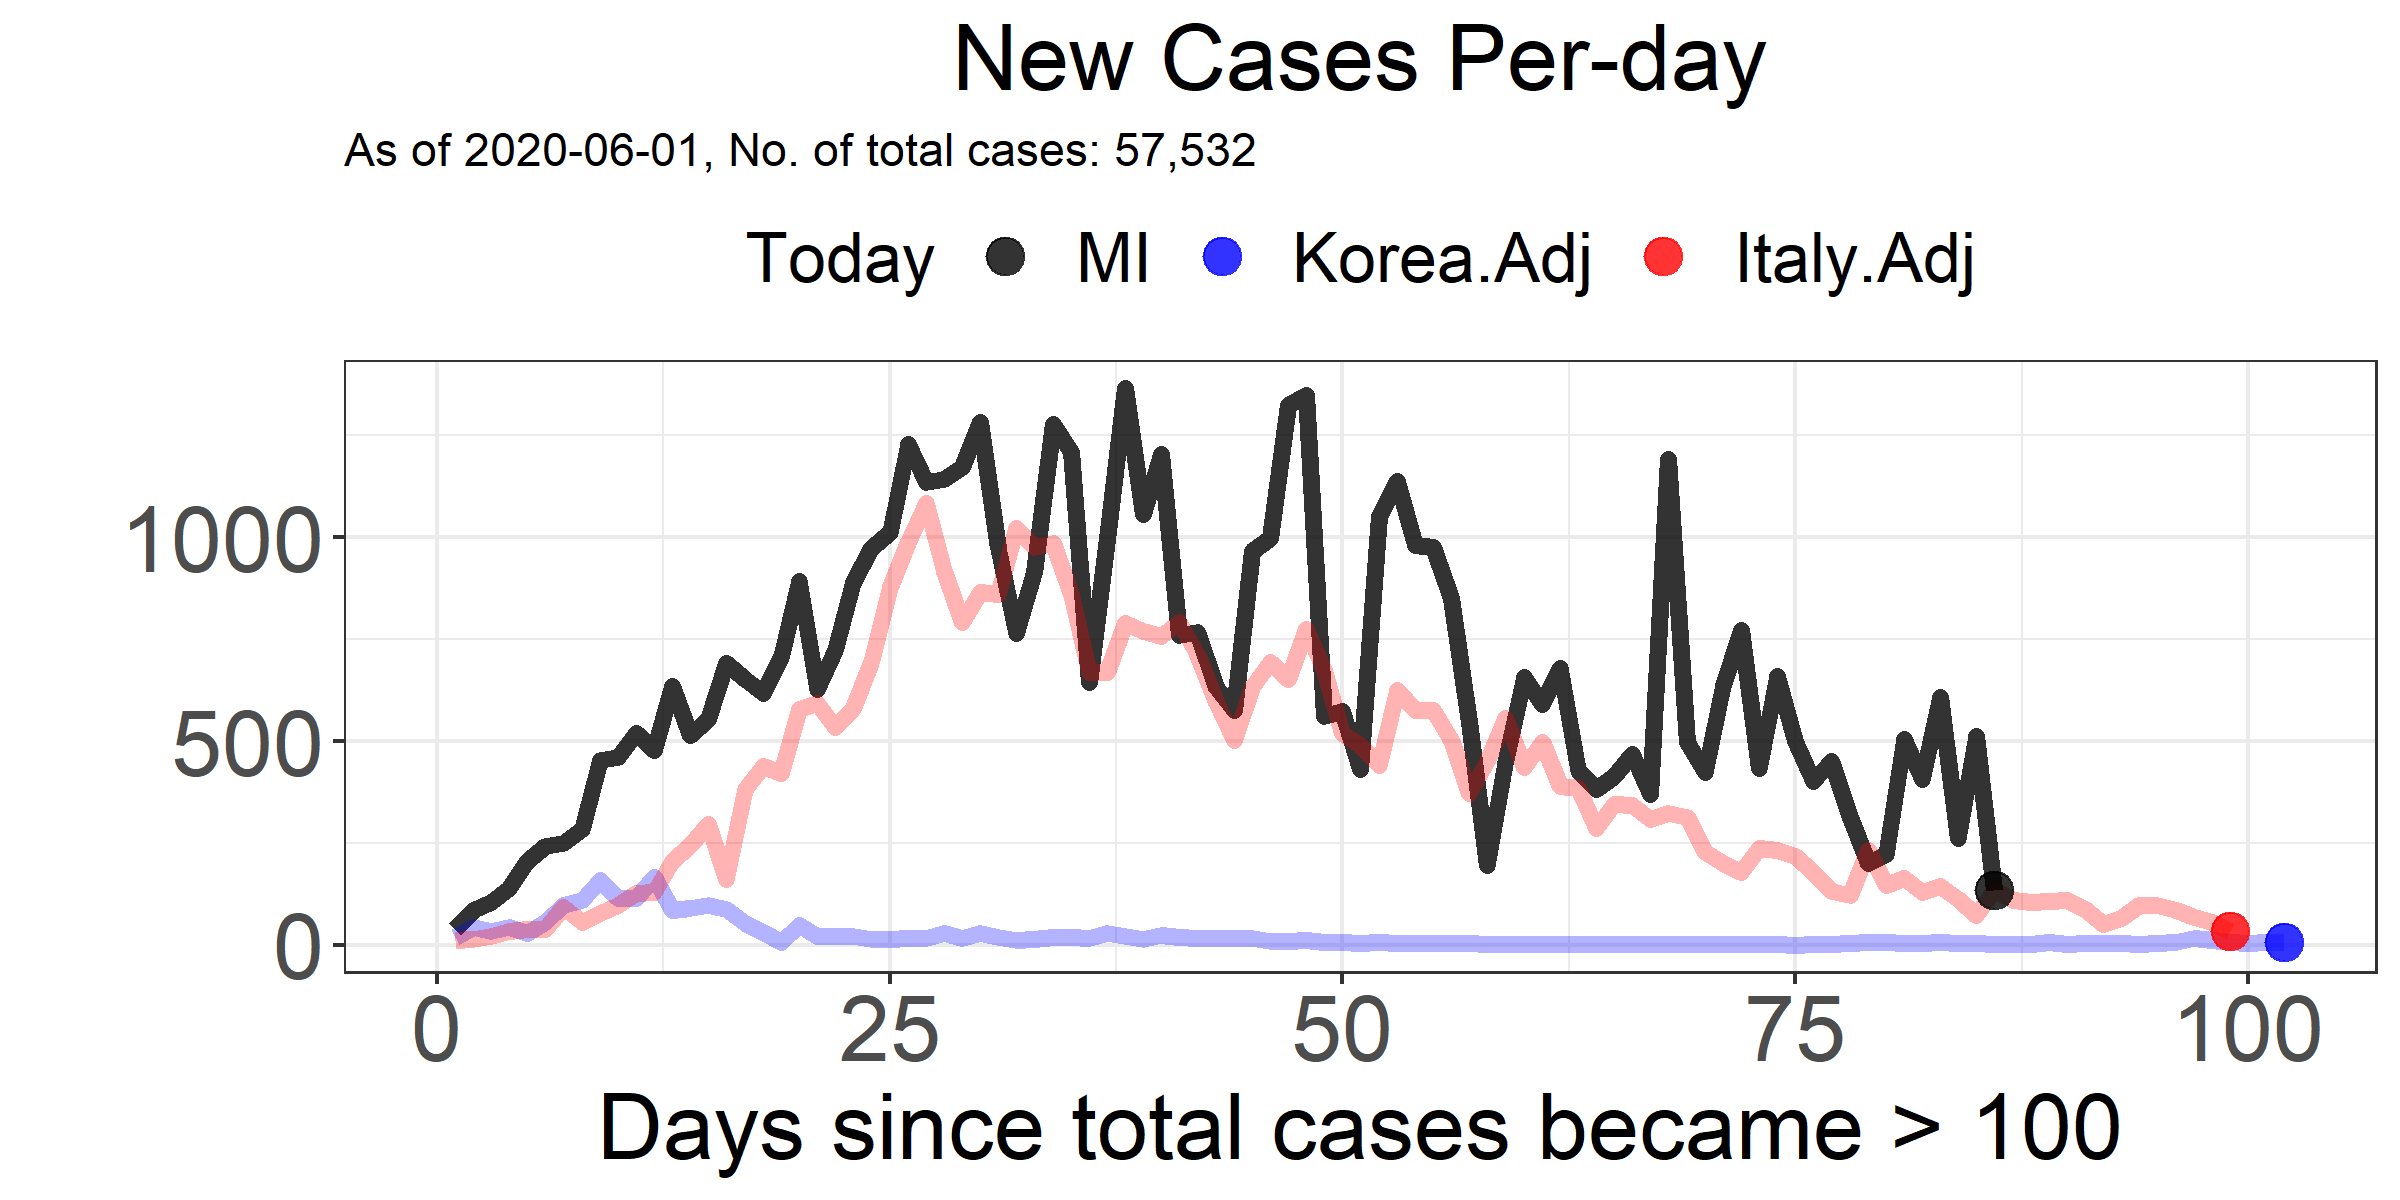 New Cases Per-day
As of 2020-06-01, No. of total cases: 57,532
Today MI Korea.Adj Italy.Adj
1000
500
0
0 25 50 75 100
Days since total cases became > 100